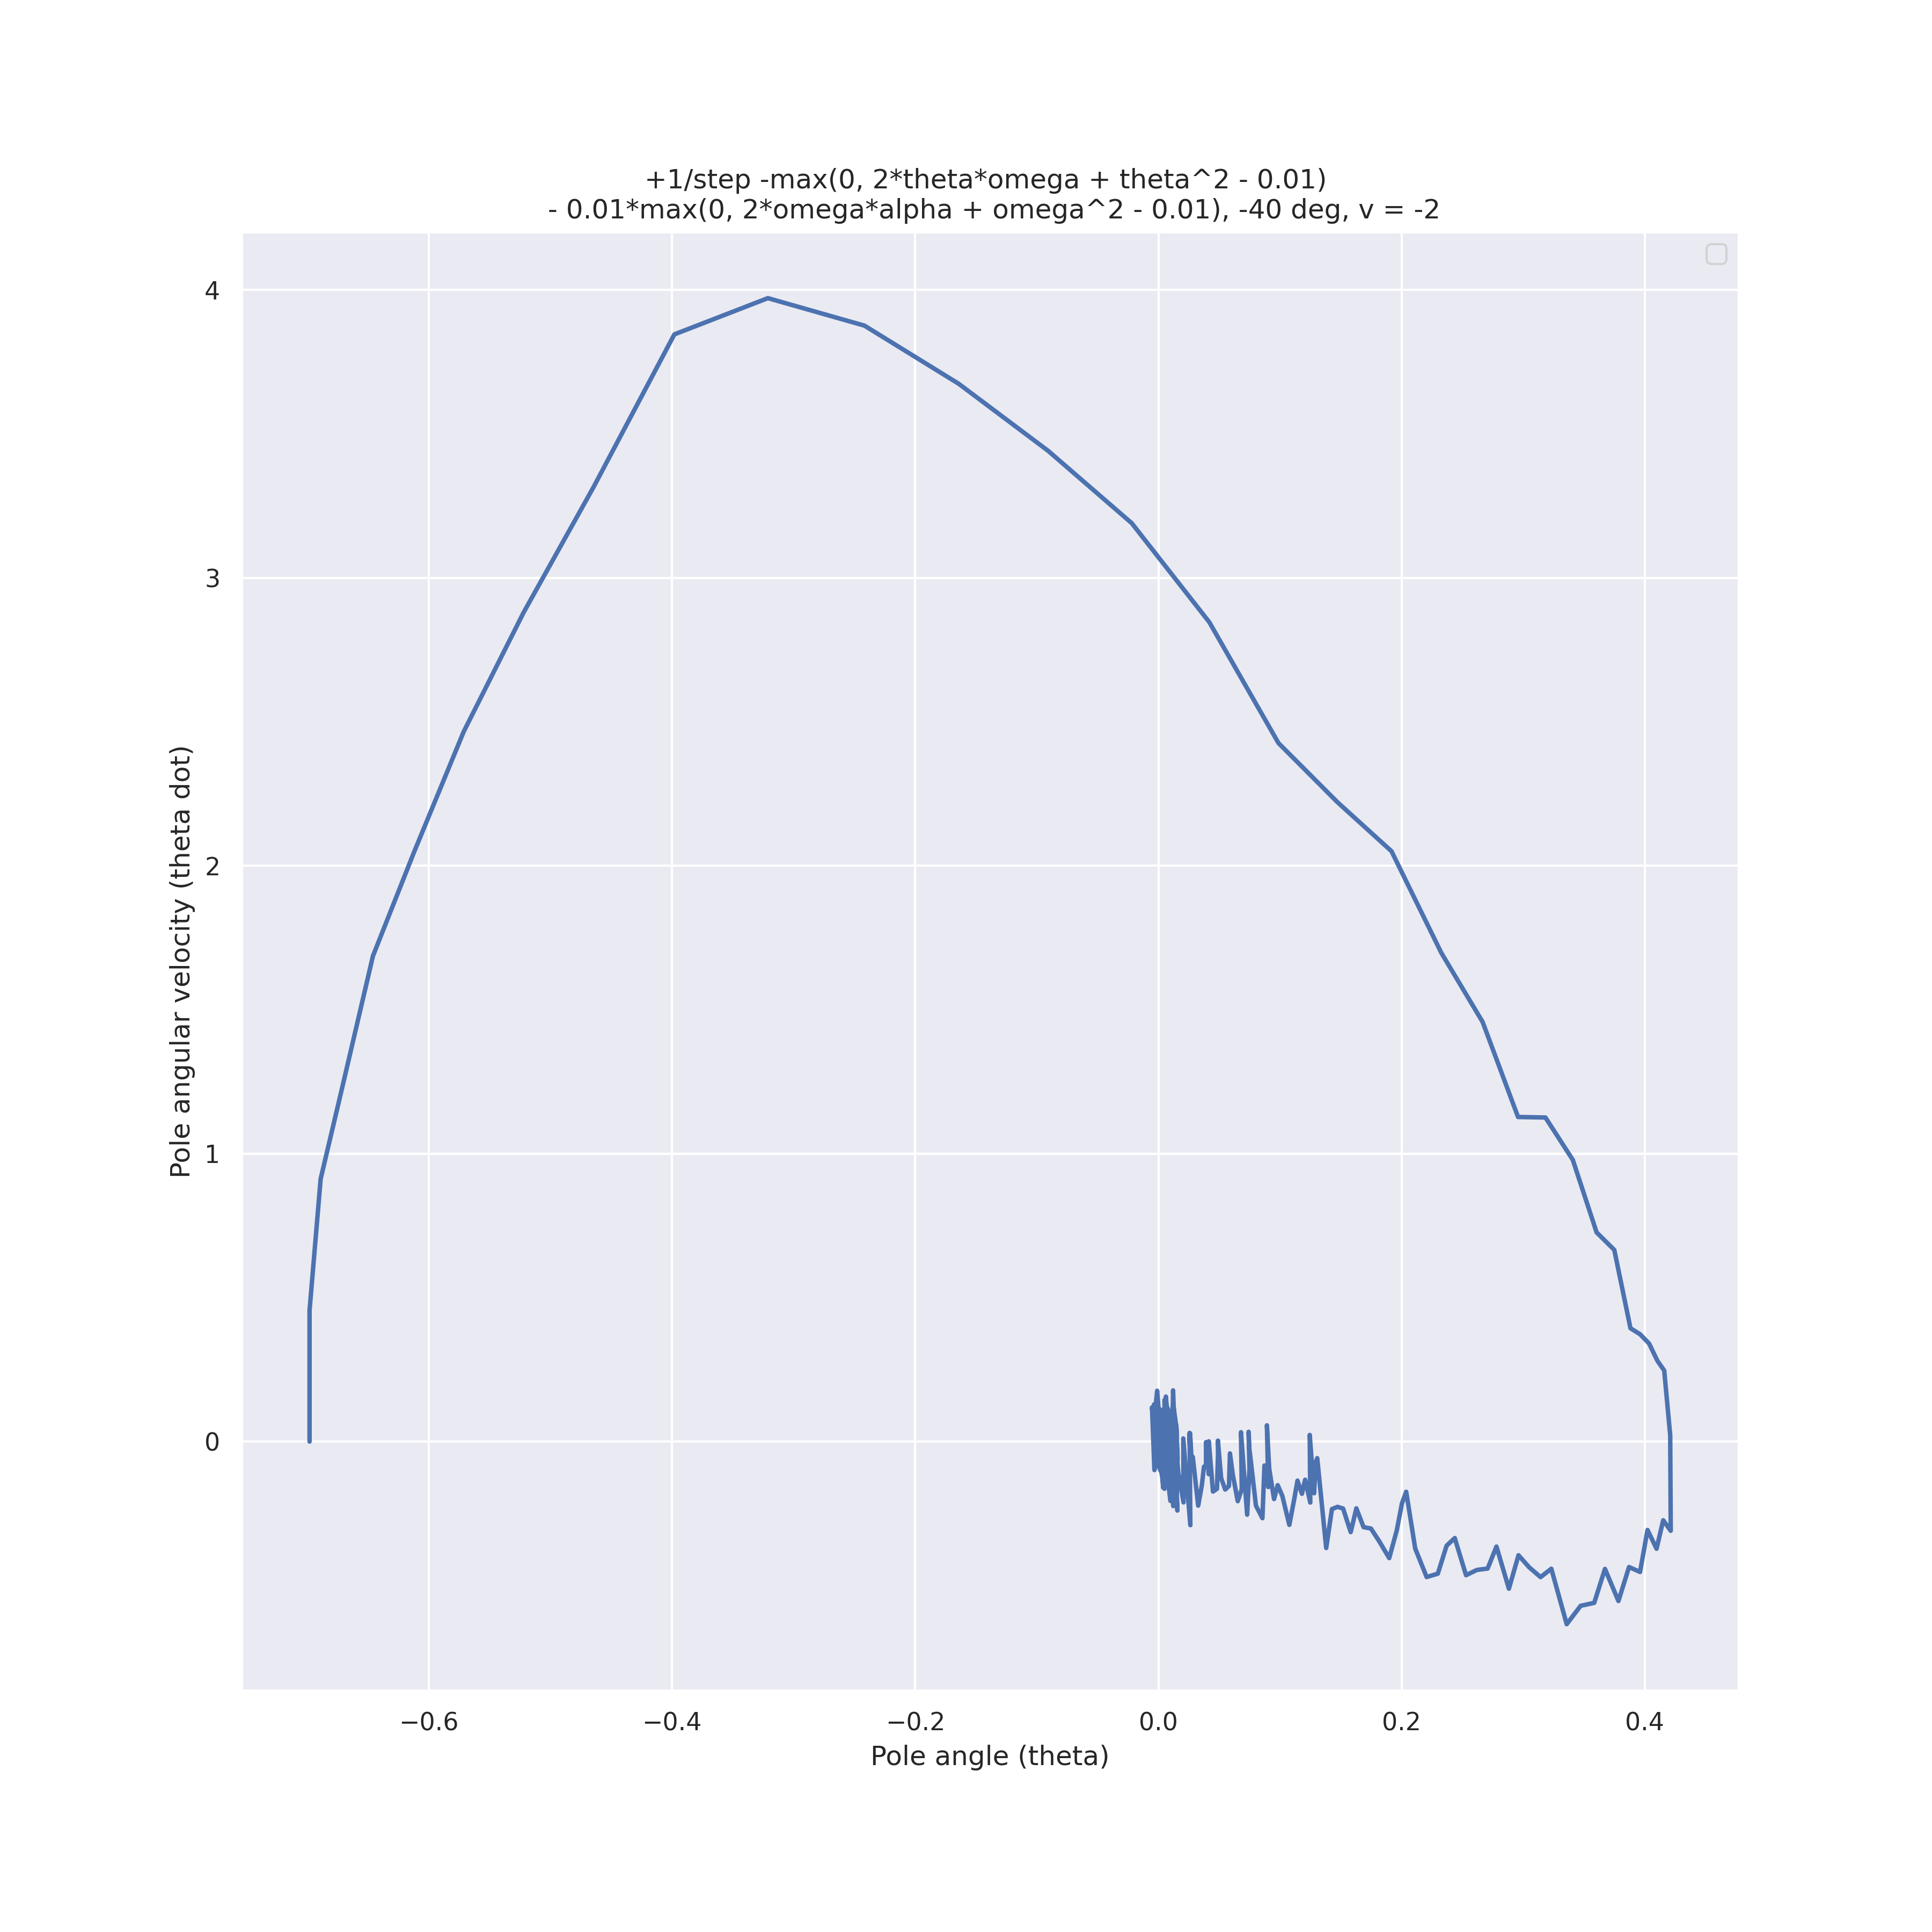 +1/step -max(0, 2*theta*omega + theta^2 - 0.01)
- 0.01*max(0, 2*omega*alpha + omega^2 - 0.01), -40 deg, v = -2
4
3
2
1
0
Pole angular velocity (theta dot)
−0.6
−0.4
−0.2
0.0
0.2
0.4
Pole angle (theta)